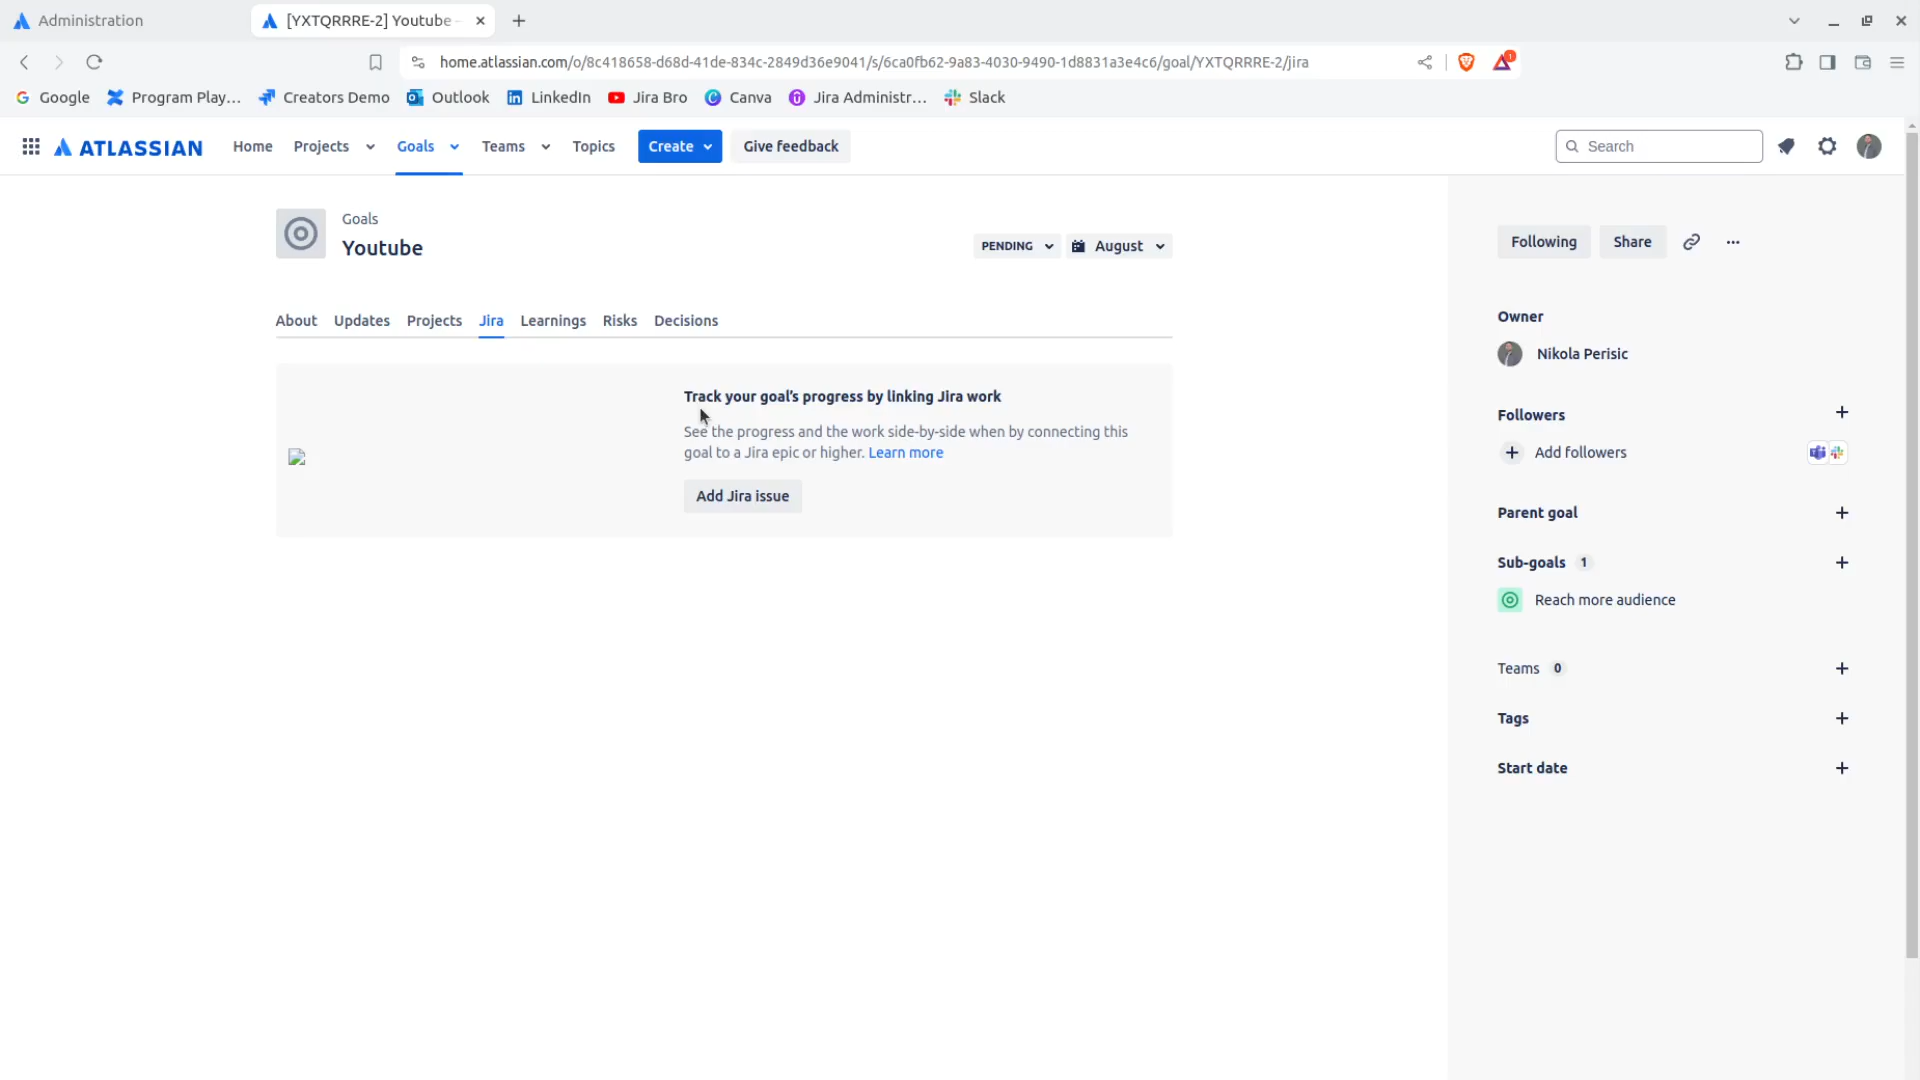 Administration
[YXTQRRRE-2] Youtube -
home.atlassian.com/o/8c418658-d68d-41de-834c-2849d36e9041/s/6ca0fb62-9a83-4030-9490-1d8831a3e4c6/goal/YXTQRRRE-2/jira
1
Google Program Play... Creators Demo Outlook LinkedIn Jira Bro Canva Jira Administr... Slack
ATLASSIAN Home Projects Goals Teams Topics Create Give feedback Search
Goals
Youtube
PENDING August
About Updates Projects Jira Learnings Risks Decisions
Track your goal's progress by linking Jira work
See the progress and the work side-by-side when by connecting this
goal to a Jira epic or higher. Learn more
Add Jira issue
Following Share
Owner
Nikola Perisic
Followers
Add followers
Parent goal
Sub-goals 1
Reach more audience
Teams 0
Tags
Start date